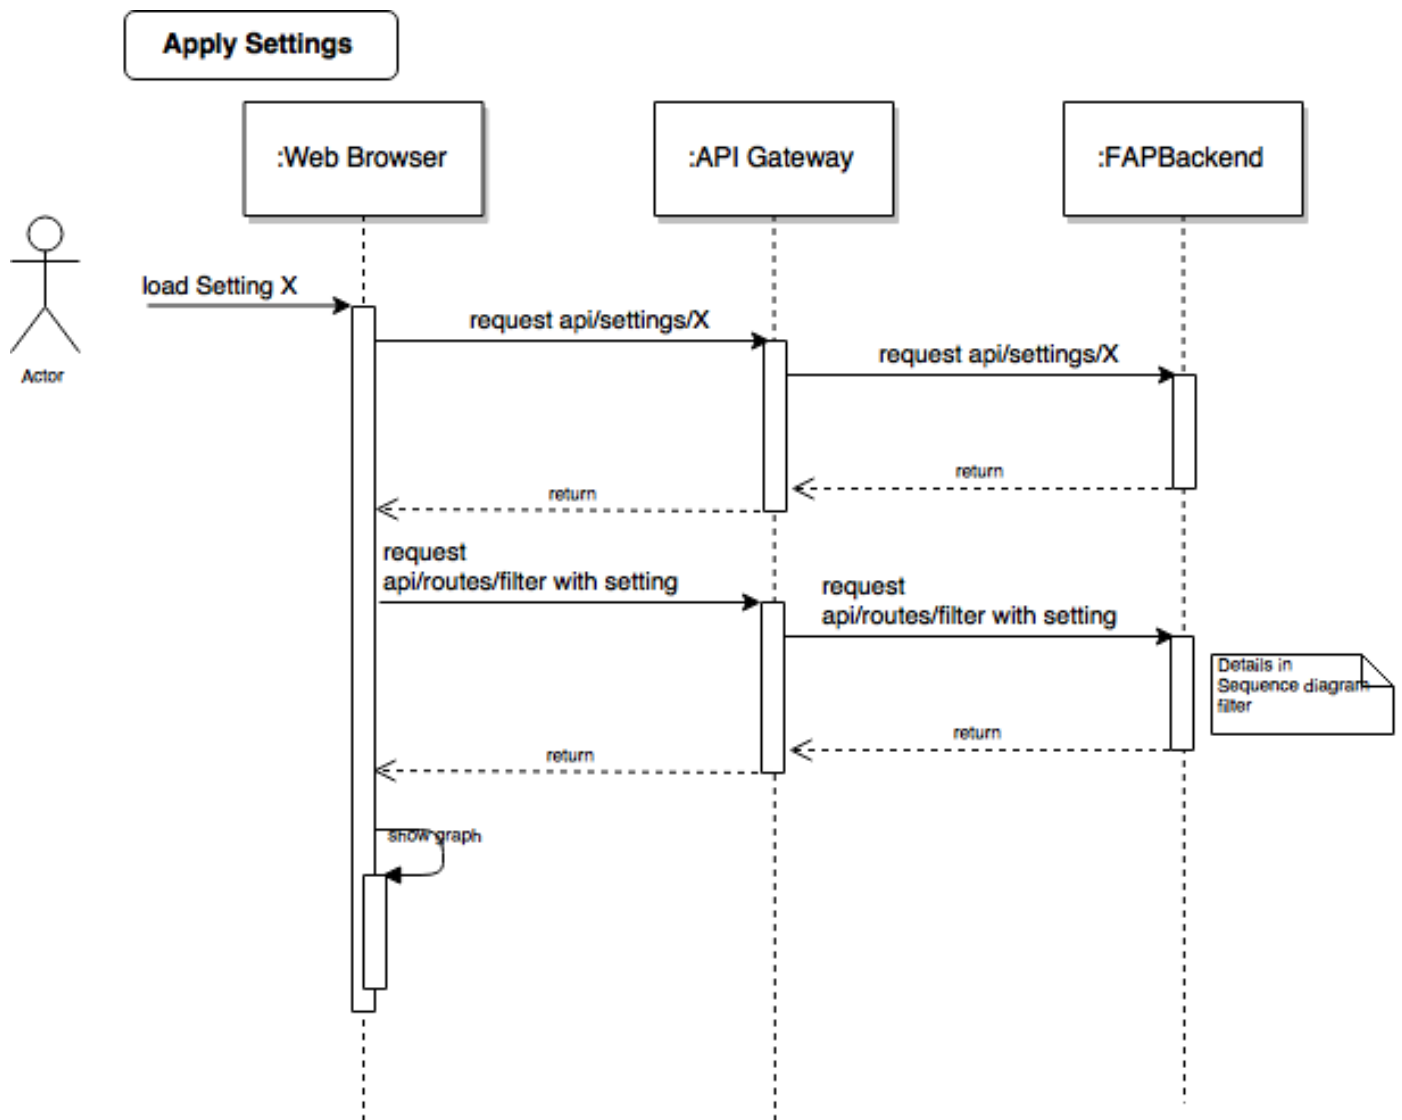 Apply Settings
:Web Browser
:API Gateway
:FAPBackend
load Setting X
request api/settings/X
request api/settings/X
Actor
return
return
request
api/routes/filter with setting
request
api/routes/filter with setting
Details in
Sequence diagram
filter
return
return
show graph